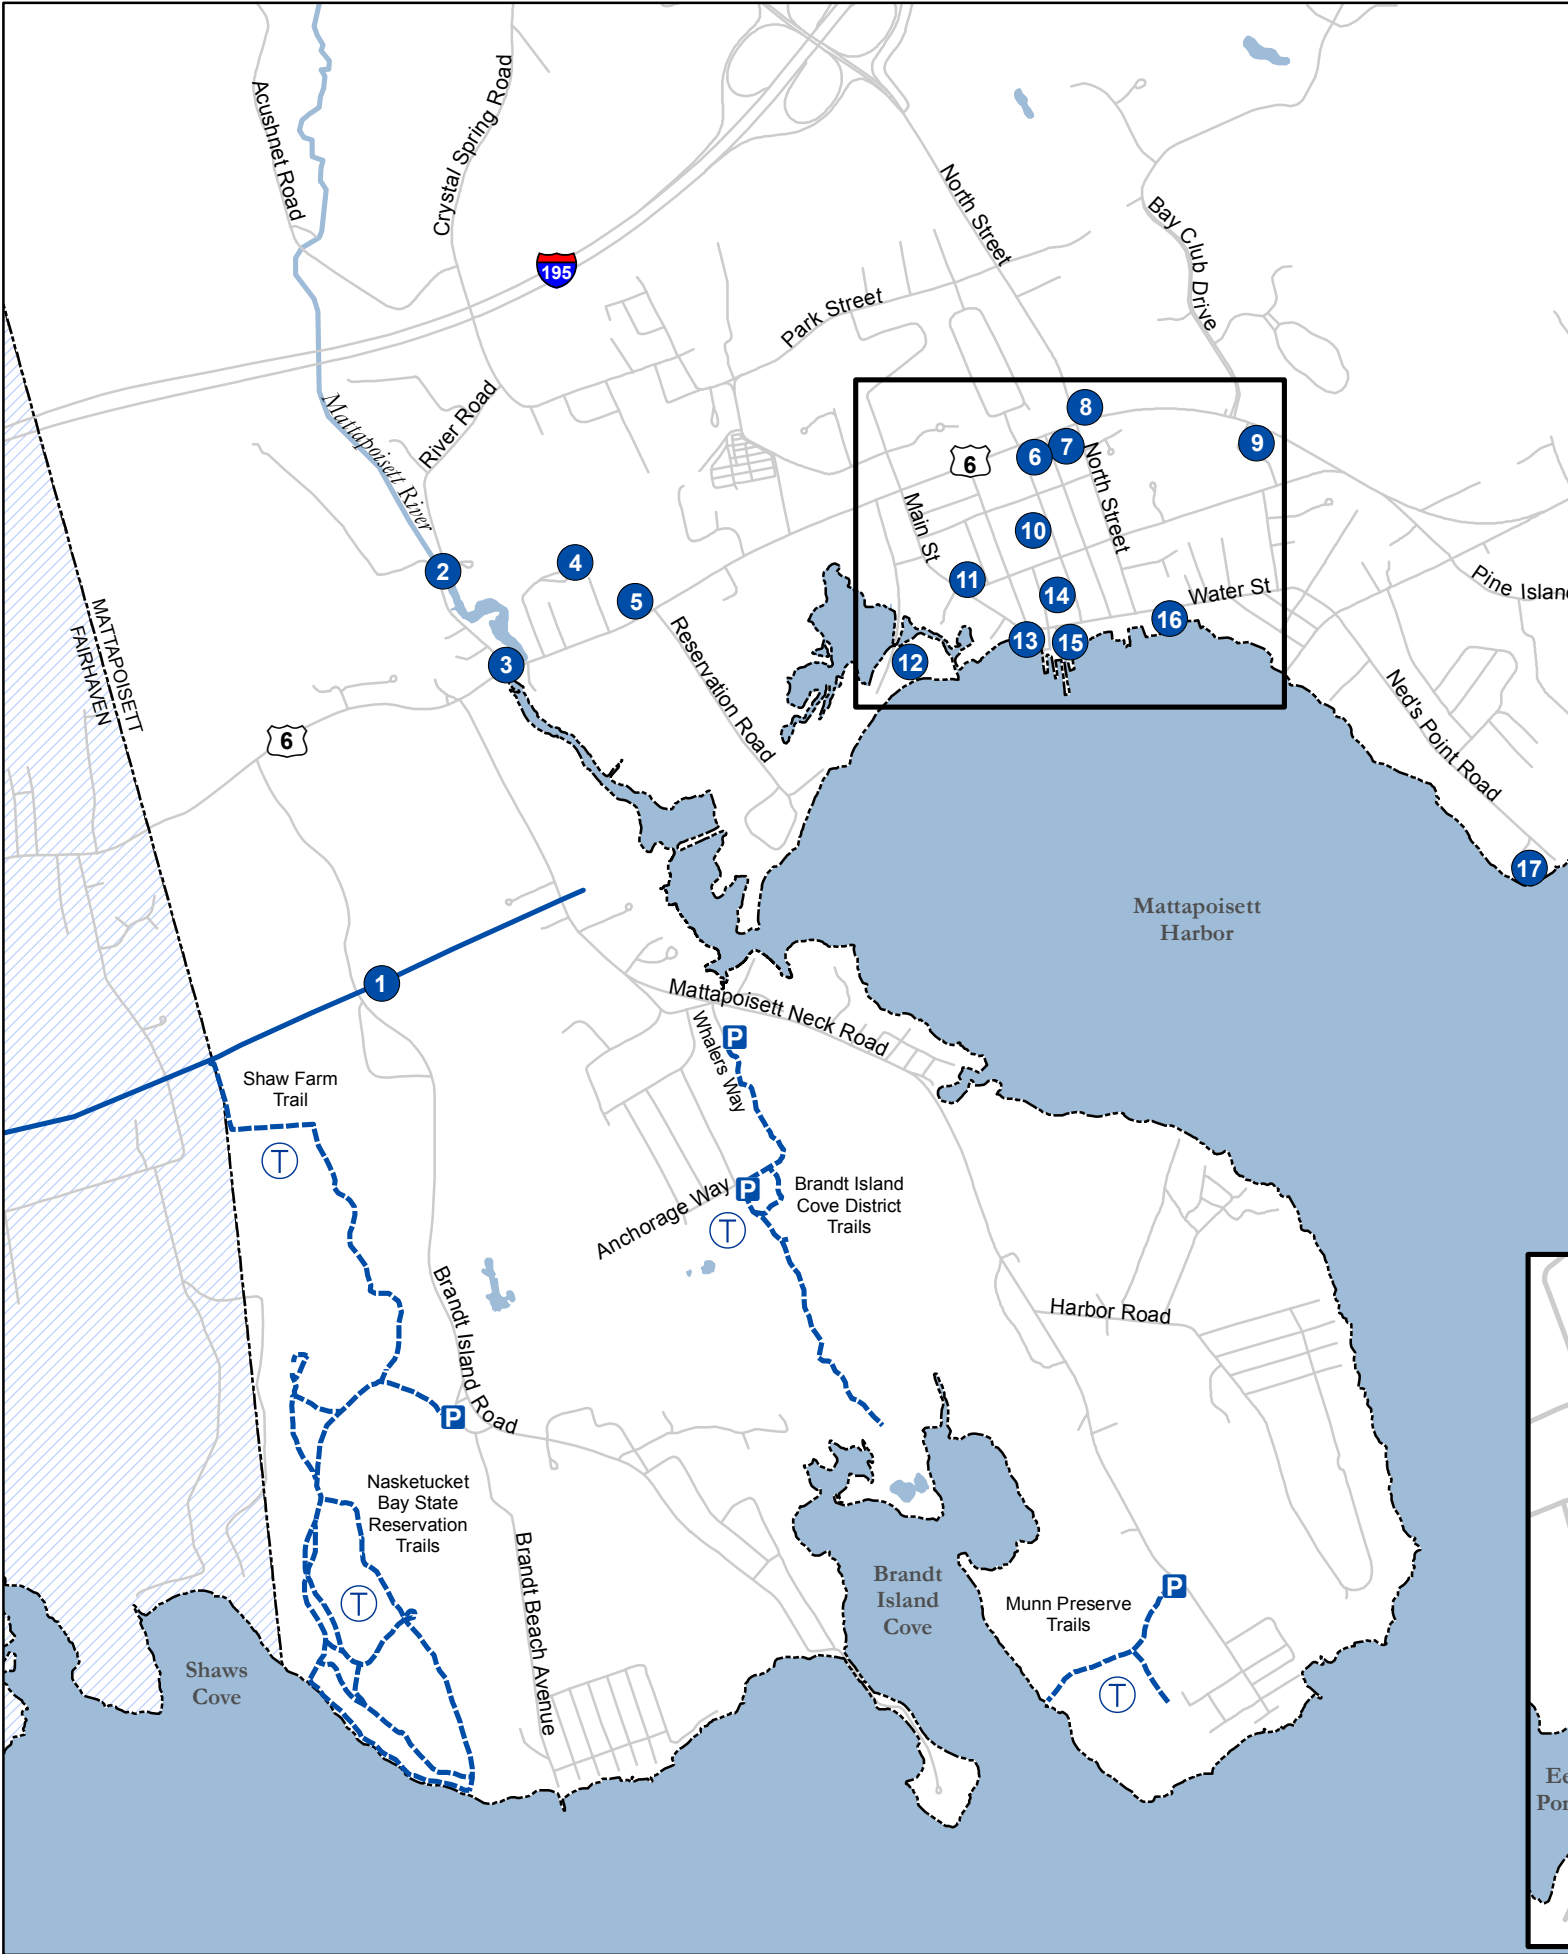 Acushnet Road
Crystal Spring Road
North Street
Bay Club Drive
195
Park Street
Mattapoisett River
River Road
8
7
6
9
6
North Street
Main St
10
2
4
11
5
14
Water St
Pine Island
16
3
13
15
12
Reservation Road
MATTAPOISETT
FAIRHAVEN
6
Ned's Point Road
17
Mattapoisett
Harbor
1
Mattapoisett Neck Road
Whalers Way
P
Shaw Farm
Trail
T
P
Anchorage Way
T
Brandt Island
Cove District
Trails
Brandt Island Road
Harbor Road
P
Nasketucket
Bay State
Reservation
Trails
T
Brandt Beach Avenue
Brandt
Island
Cove
P
Munn Preserve
Trails
T
Shaws
Cove